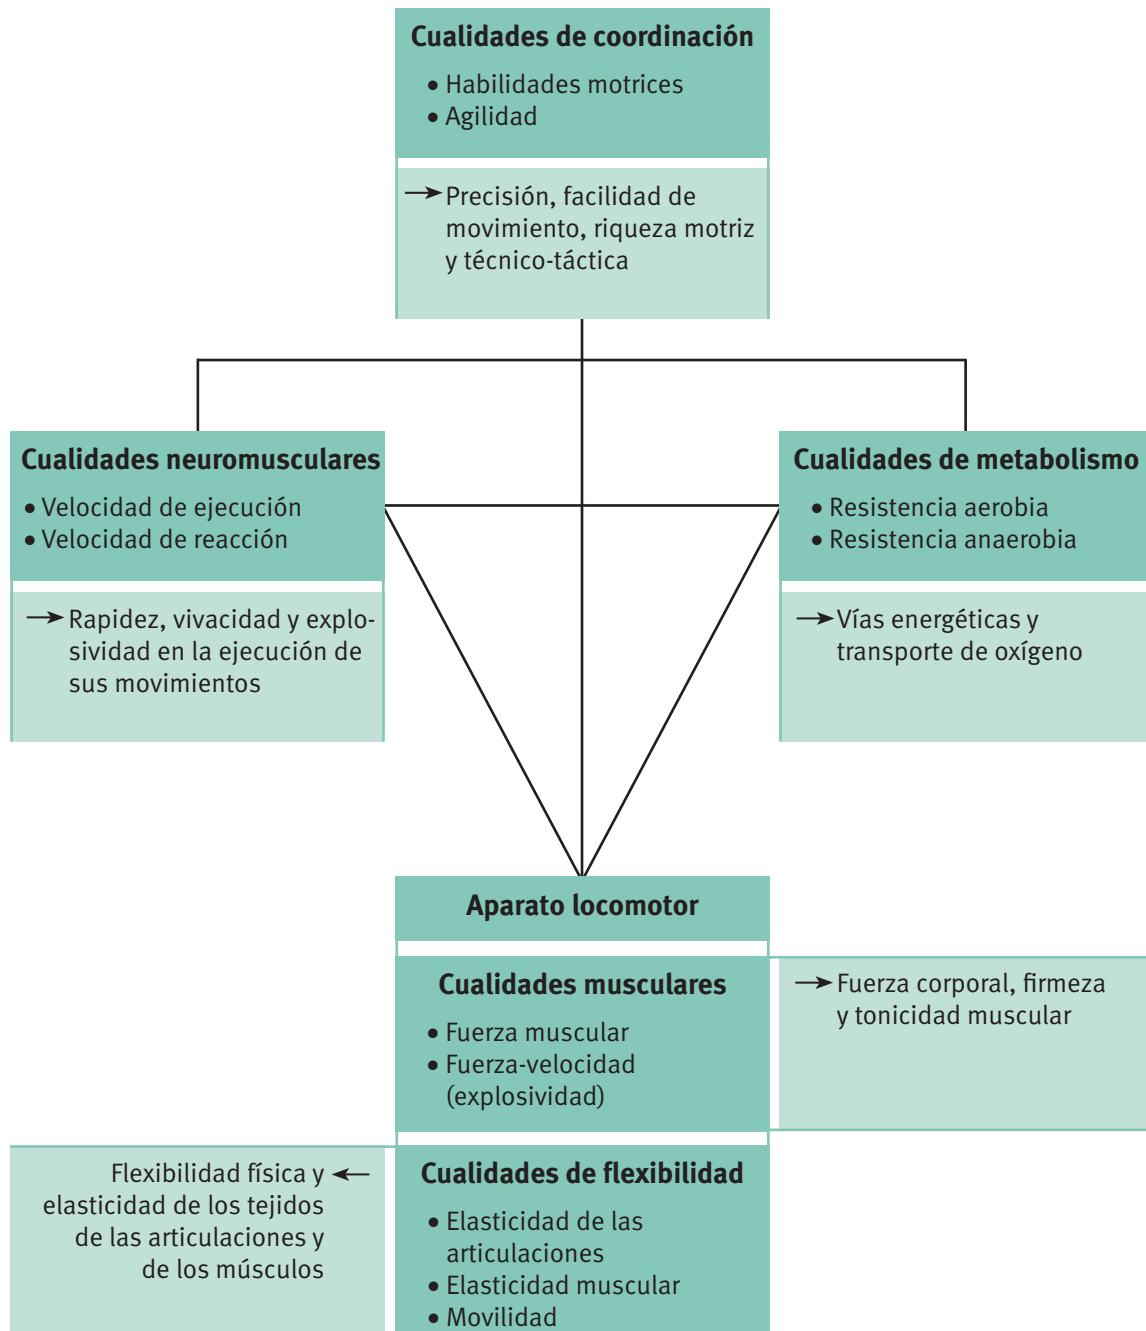 Cualidades de coordinación
• Habilidades motrices
• Agilidad
→ Precisión, facilidad de
movimiento, riqueza motriz
y técnico-táctica
Cualidades neuromusculares
• Velocidad de ejecución
• Velocidad de reacción
→ Rapidez, vivacidad y explo-
sividad en la ejecución de
sus movimientos
Cualidades de metabolismo
• Resistencia aerobia
• Resistencia anaerobia
→ Vías energéticas y
transporte de oxígeno
Aparato locomotor
Cualidades musculares
• Fuerza muscular
• Fuerza-velocidad
(explosividad)
→ Fuerza corporal, firmeza
y tonicidad muscular
Flexibilidad física y ←
elasticidad de los tejidos
de las articulaciones y
de los músculos
Cualidades de flexibilidad
• Elasticidad de las
articulaciones
• Elasticidad muscular
• Movilidad